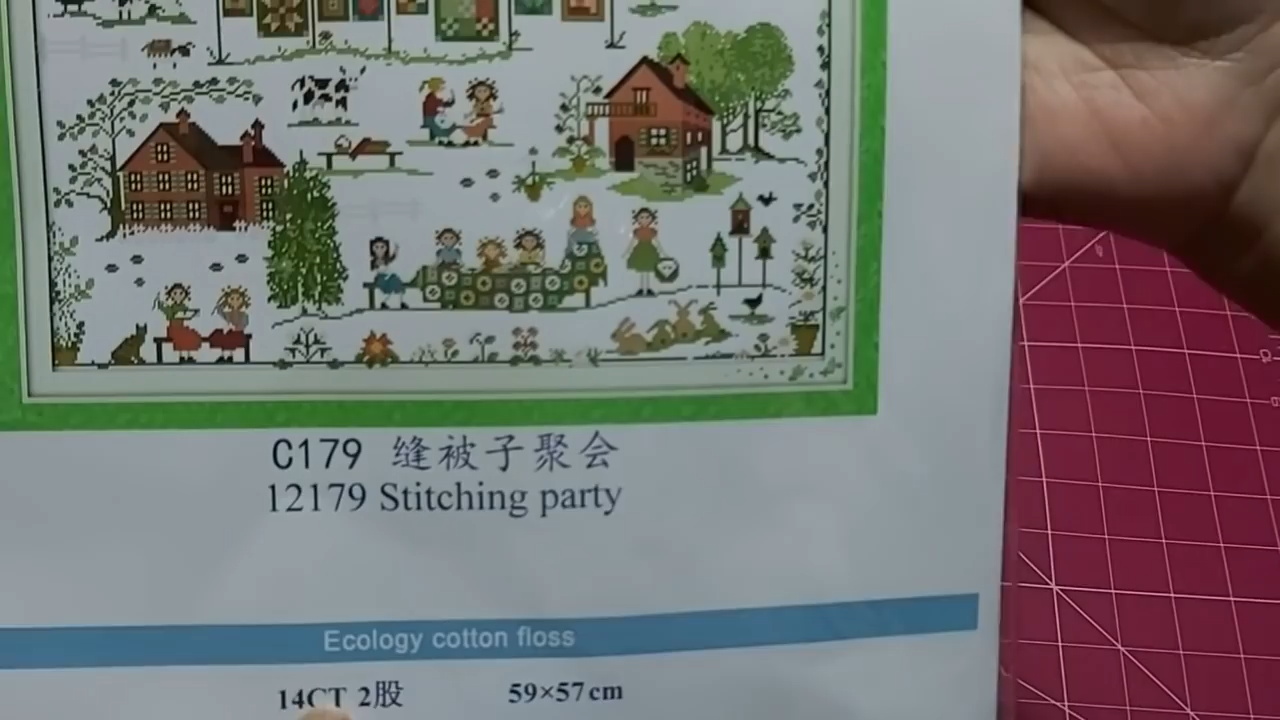 C179 缝被子聚会
12179 Stitching party
Ecology cotton floss
14CT 2股 59×57cm